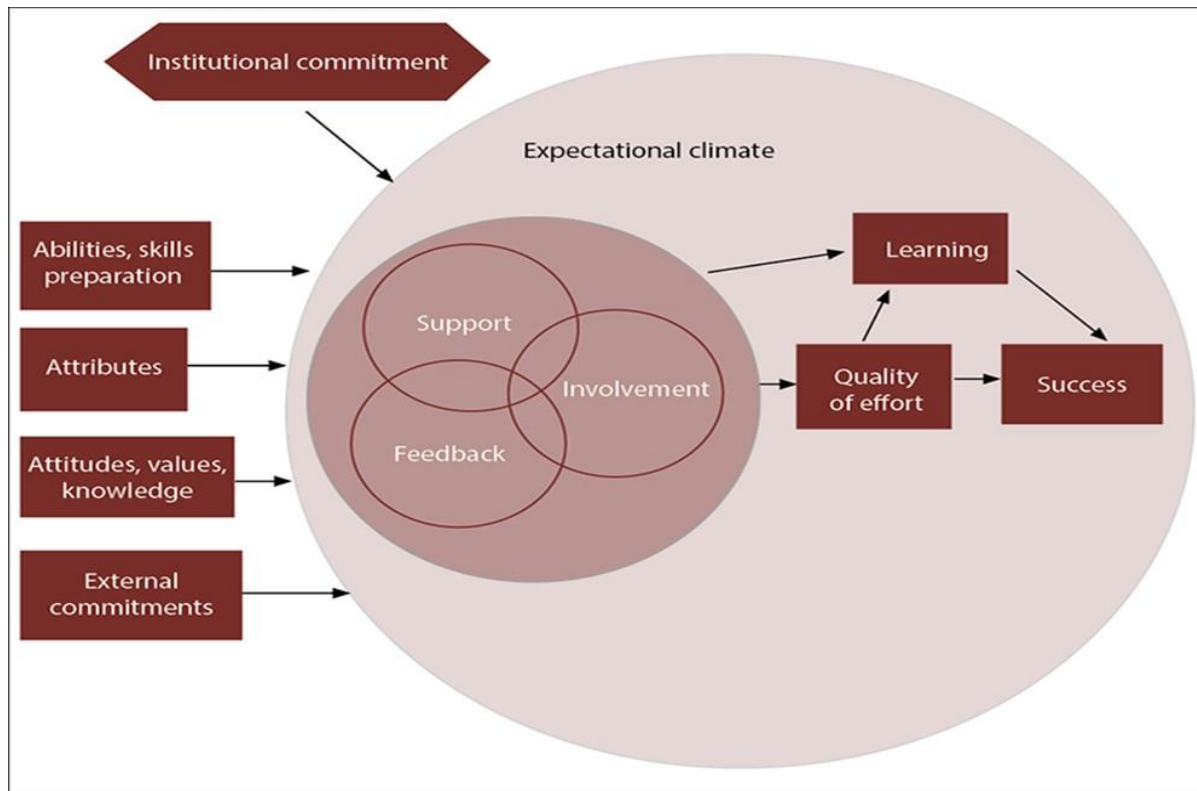 Institutional commitment
Expectational climate
Abilities, skills
preparation
Attributes
Attitudes, values,
knowledge
External
commitments
Support
Involvement
Feedback
Learning
Quality
of effort
Success